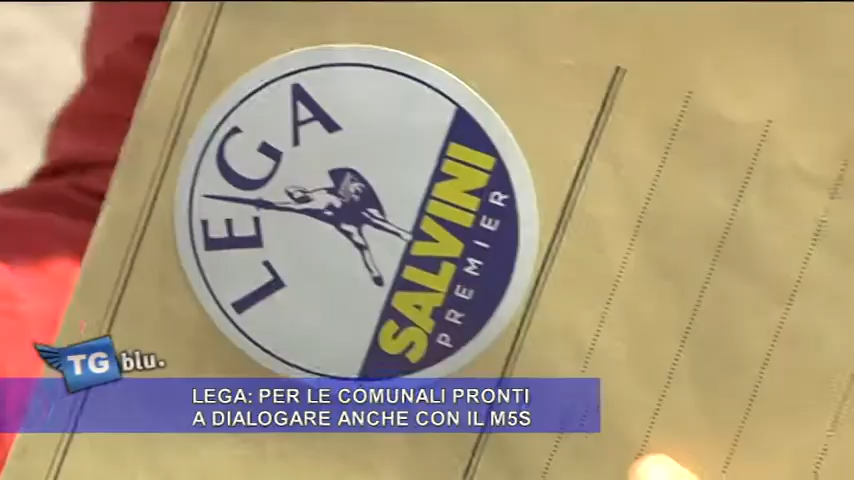 LEGA
SALVINI
PREMIER
TG blu.
LEGA: PER LE COMUNALI PRONTI
A DIALOGARE ANCHE CON IL M5S